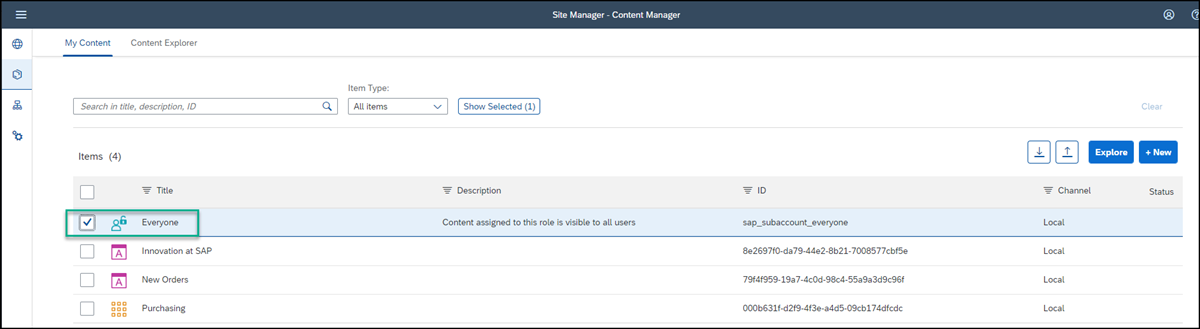 Site Manager - Content Manager
My Content Content Explorer
Item Type:
Search in title, description, ID All items Show Selected (1) Clear
Items (4) Explore + New
Title Description ID Channel Status
Everyone Content assigned to this role is visible to all users sap_subaccount_everyone Local
A Innovation at SAP 8e2697f0-da79-44e2-8b21-7008577cbf5e Local
A New Orders 79f4f959-19a7-4c0d-98c4-55a9a3d9c96f Local
Purchasing 000b631f-d2f9-4f3e-a4d5-09cb174dfcdc Local